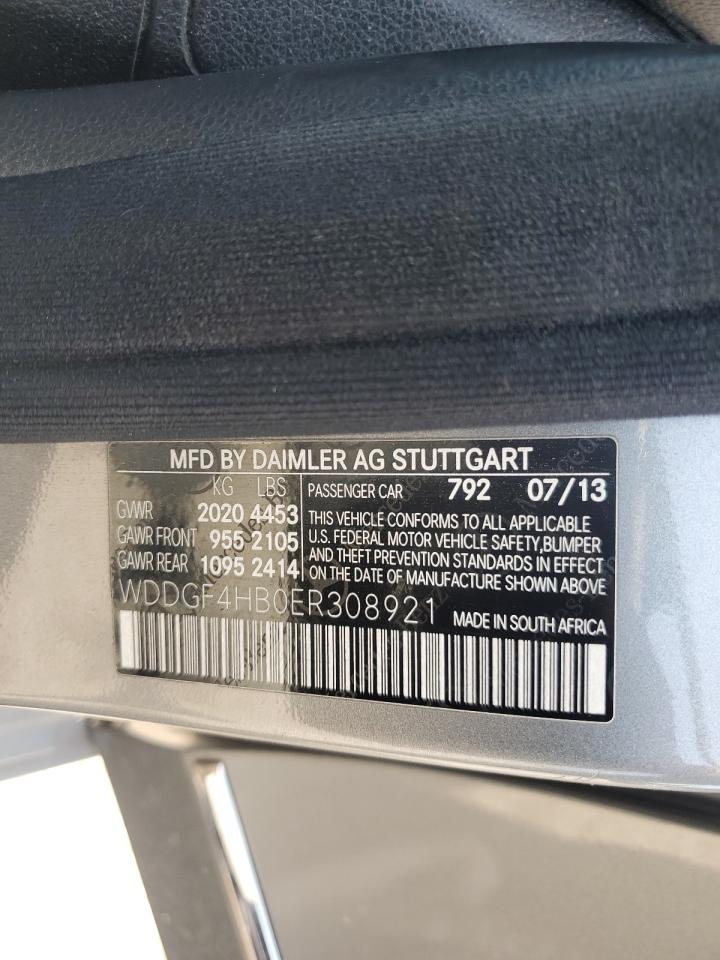 MFD BY DAIMLER AG STUTTGART
KG LBS
GVWR 2020 4453
GAWR FRONT 955 2105
GAWR REAR 1095 2414
PASSENGER CAR 792 07/13
THIS VEHICLE CONFORMS TO ALL APPLICABLE
U.S. FEDERAL MOTOR VEHICLE SAFETY,BUMPER
AND THEFT PREVENTION STANDARDS IN EFFECT
ON DATE OF MANUFACTURE SHOWN ABOVE
WDDGF4HB0ER308921
MADE IN SOUTH AFRICA